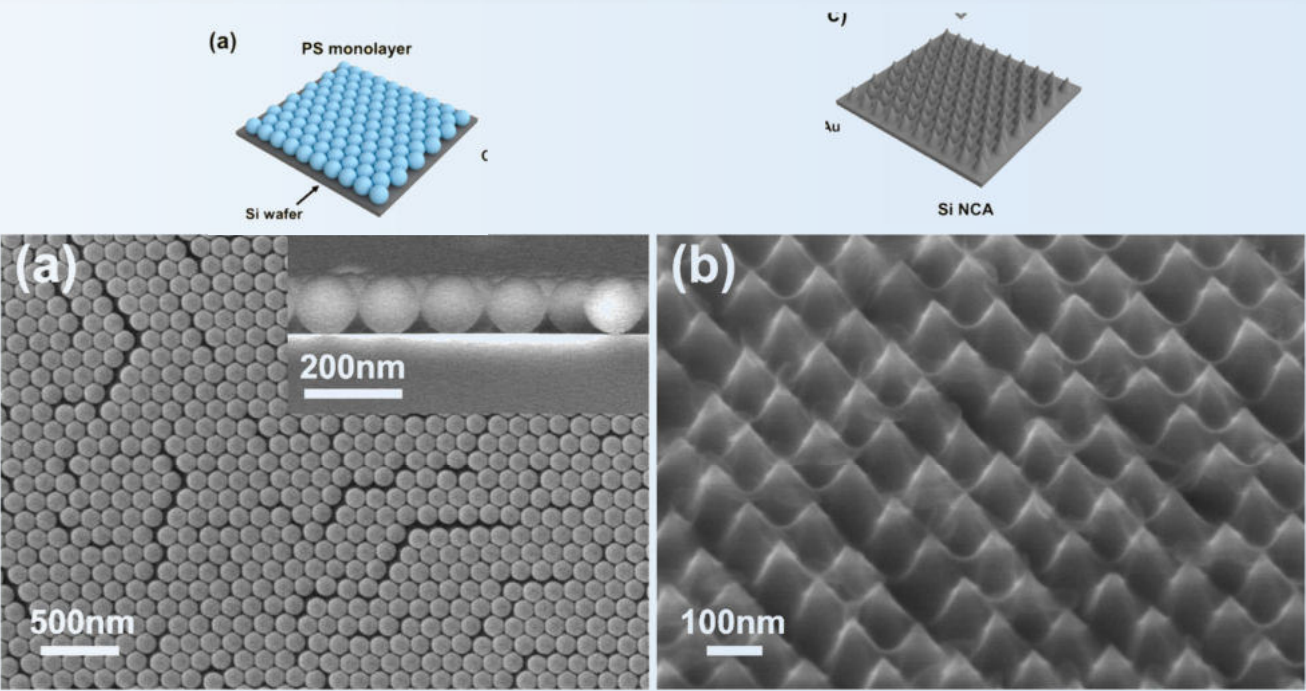 (a)
PS monolayer
Si wafer
c)
Au
Si NCA
(a)
200nm
500nm
(b)
100nm